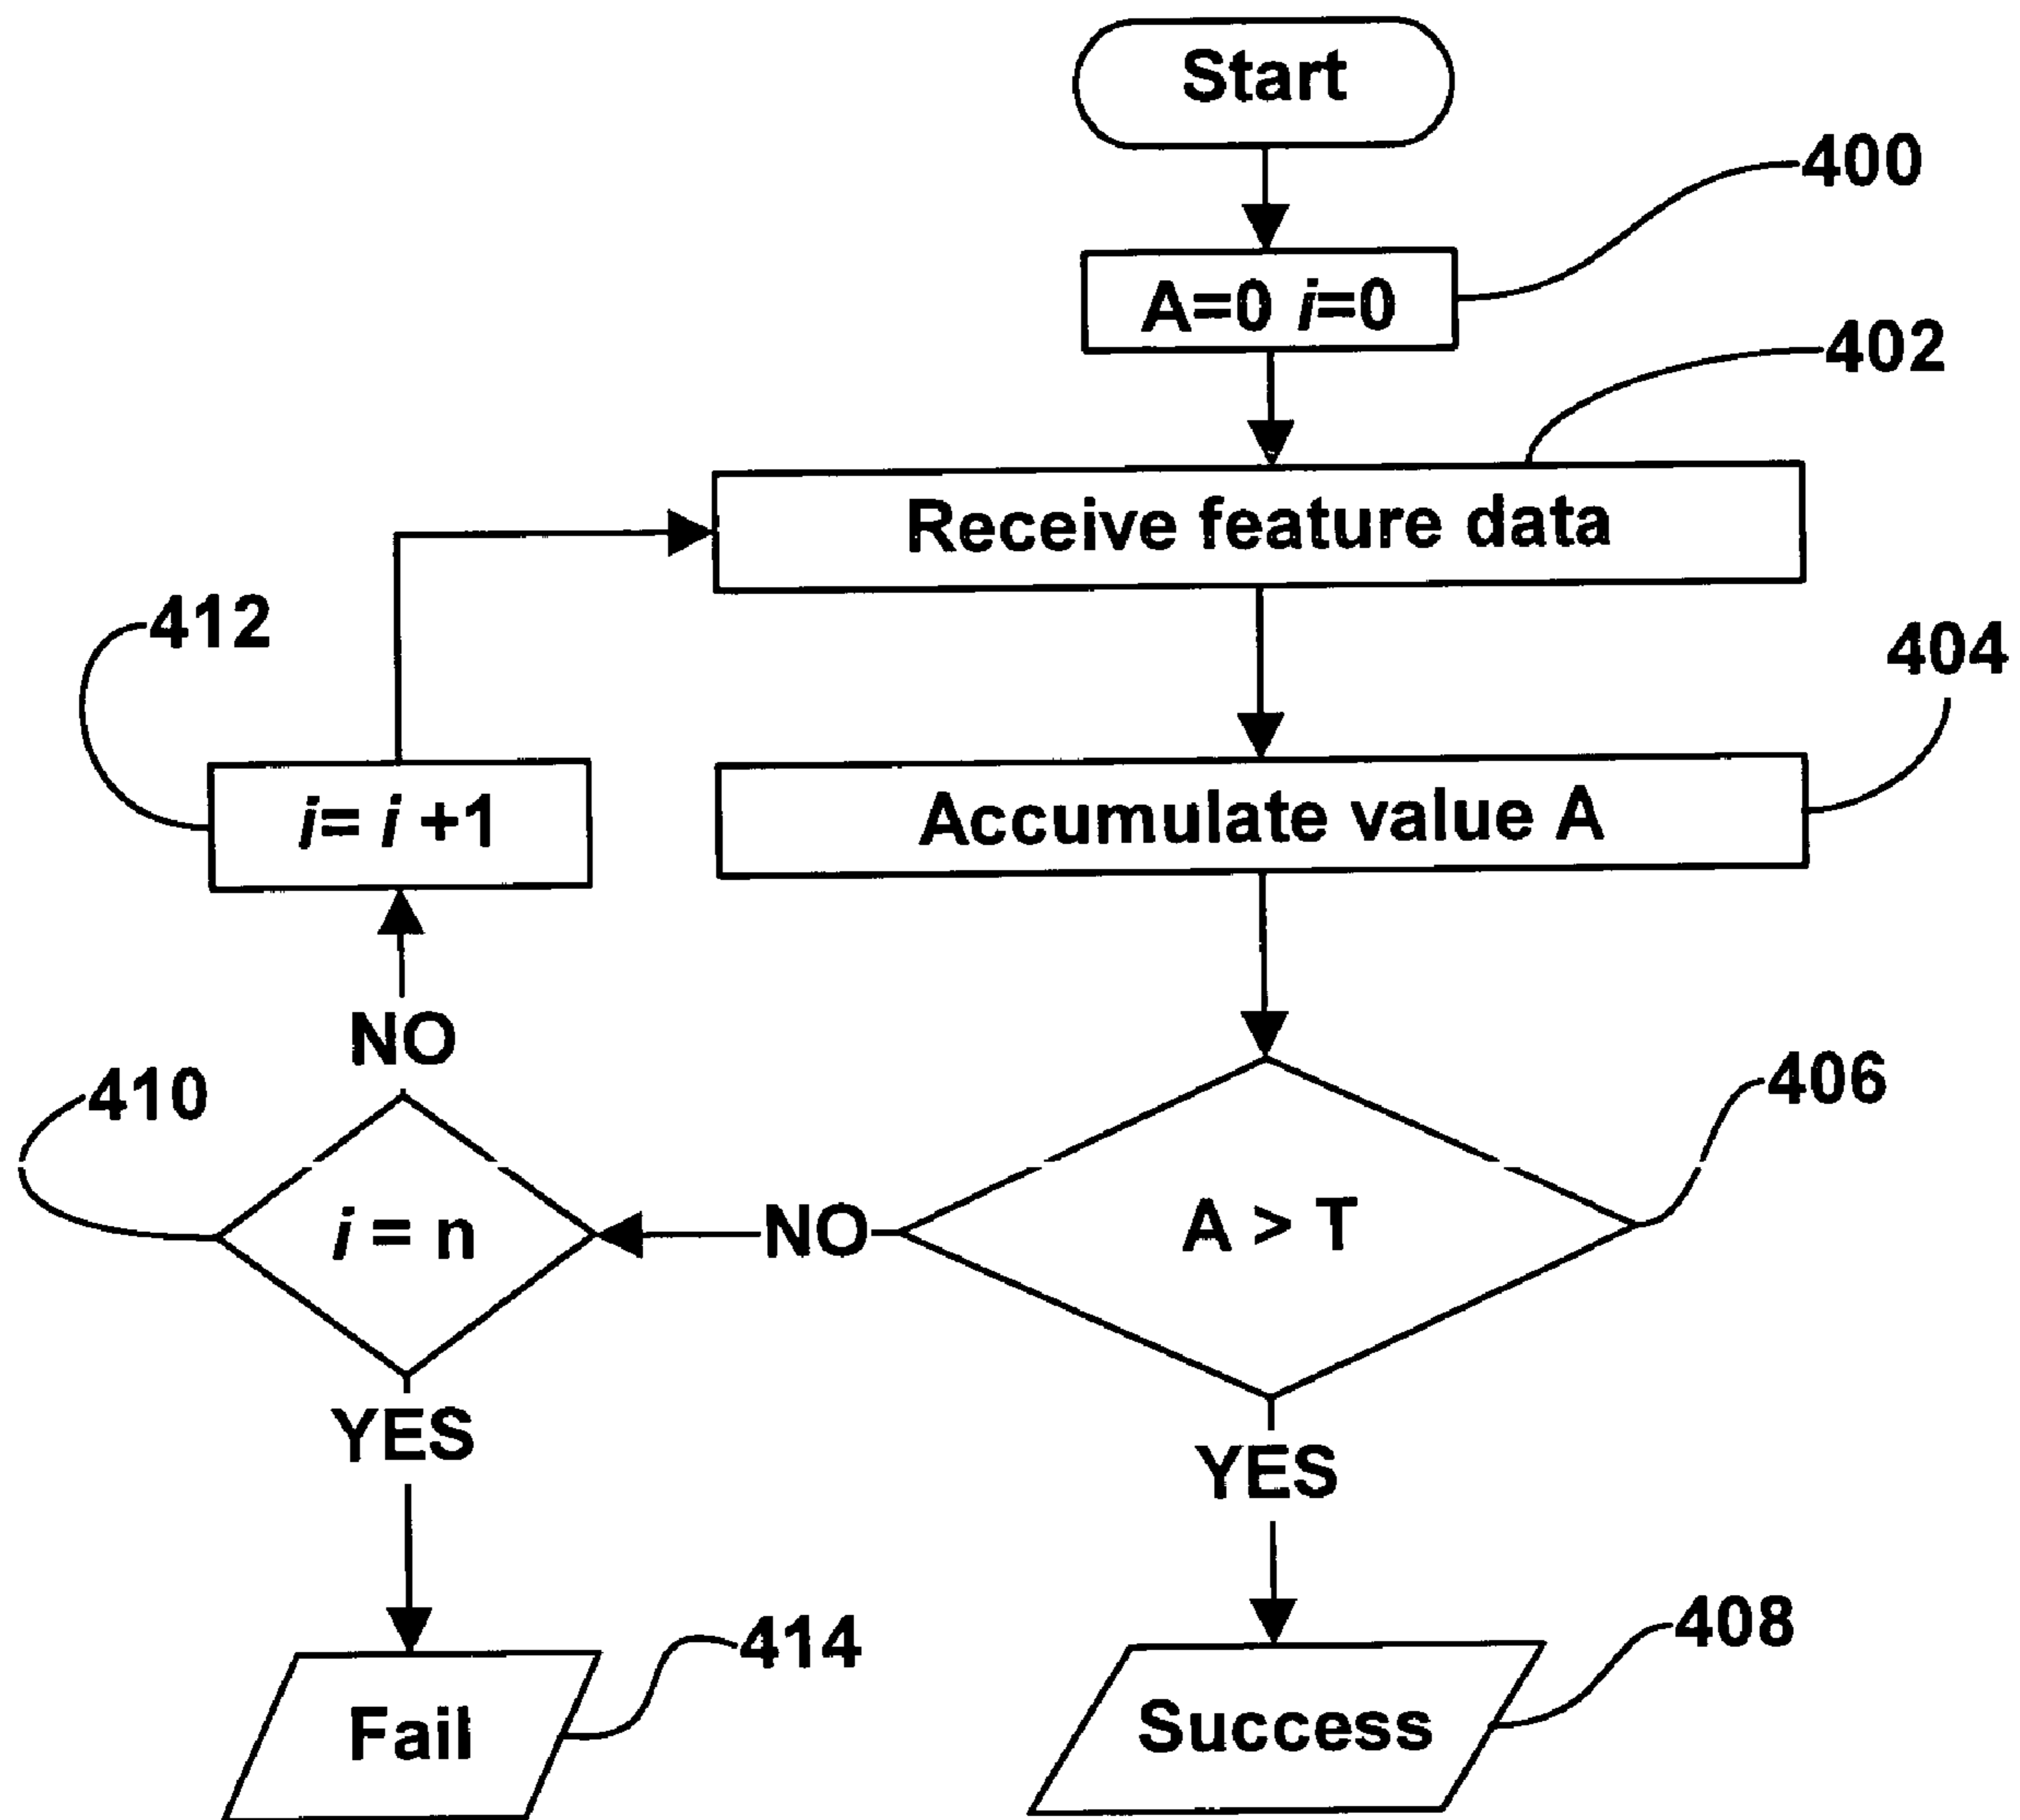 Start
400
A=0 i=0
402
Receive feature data
412
404
i= i +1
Accumulate value A
NO
410
406
i = n
NO
A > T
YES
YES
414
408
Fail
Success